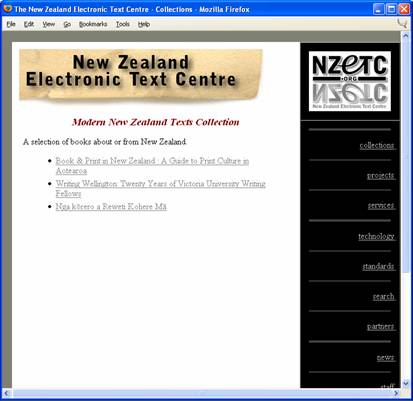 The New Zealand Electronic Text Centre - Collections - Mozilla Firefox
File Edit View Go Bookmarks Tools Help
New Zealand
Electronic Text Centre
Modern New Zealand Texts Collection
A selection of books about or from New Zealand.
Book & Print in New Zealand : A Guide to Print Culture in
Aotearoa
Writing Wellington: Twenty Years of Victoria University Writing
Fellows
Nga kōrero a Reweti Kohere Mā
NZETC
.ORG
NZETC
New Zealand Electronic Text Centre
collections
projects
services
technology
standards
search
partners
news
staff